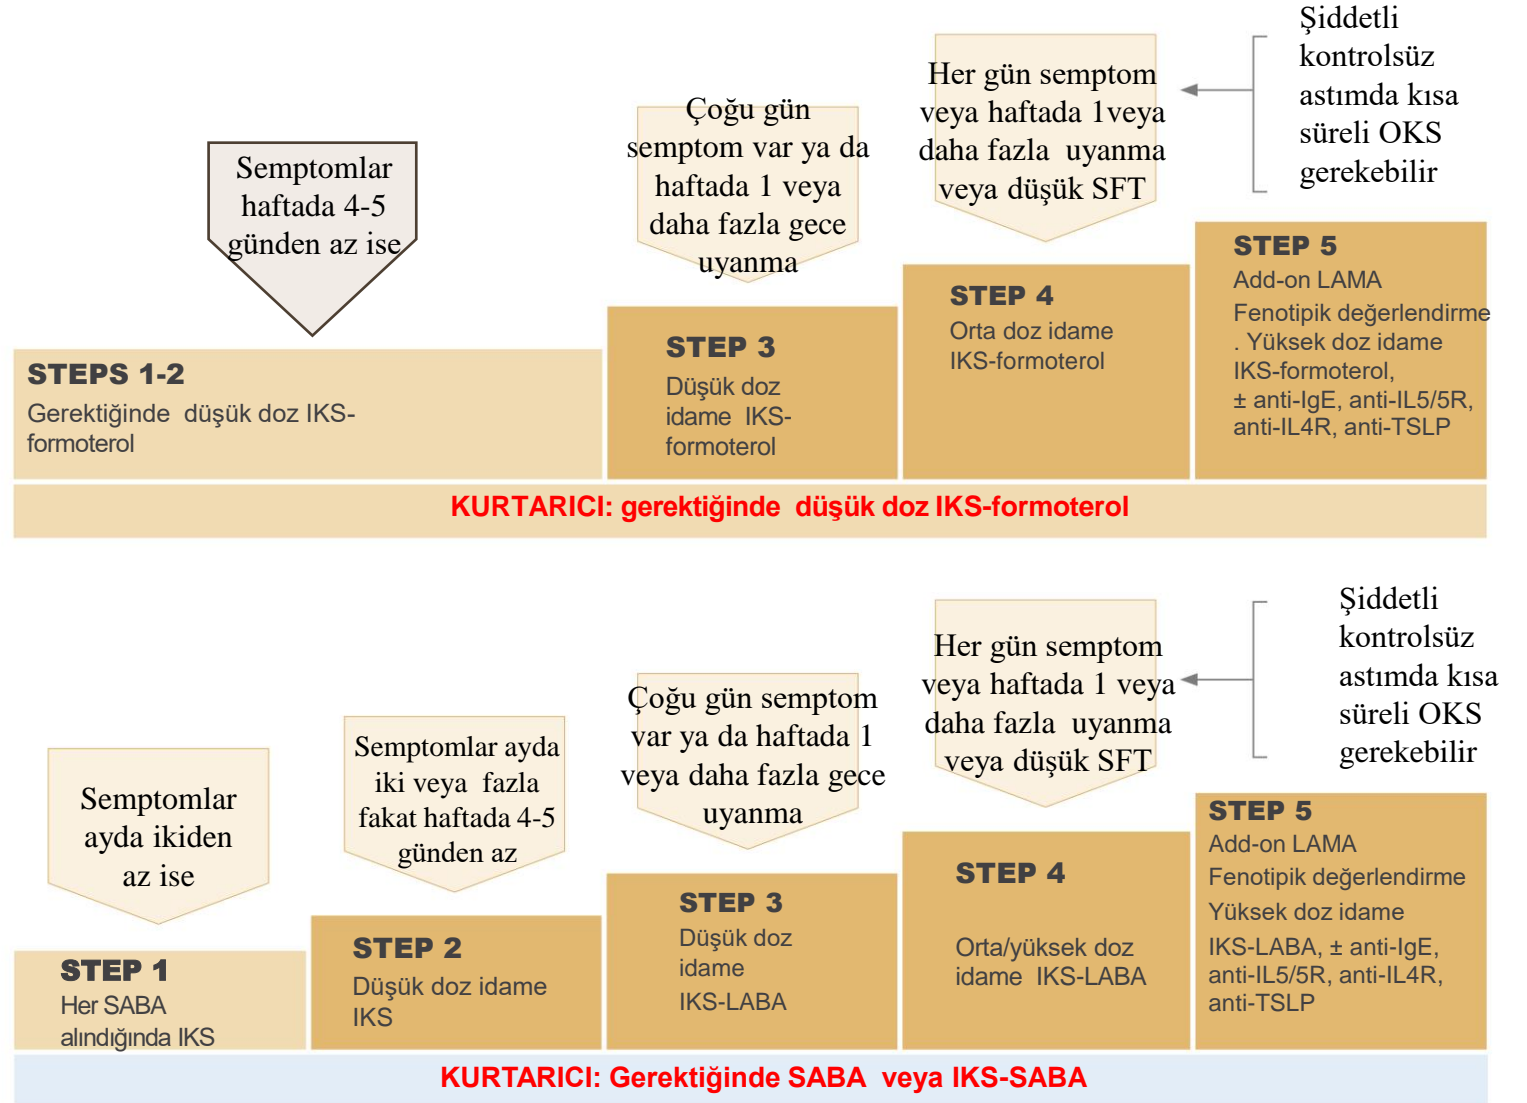 Şiddetli
kontrolsüz
astımda kısa
süreli OKS
gerekebilir
Her gün semptom
veya haftada 1veya
daha fazla  uyanma
veya düşük SFT
Çoğu gün
semptom var ya da
haftada 1 veya
daha fazla gece
uyanma
Semptomlar
haftada 4-5
günden az ise
STEPS 1-2
Gerektiğinde  düşük doz IKS-
formoterol
STEP 3
Düşük doz
idame  IKS-
formoterol
STEP 4
Orta doz idame
IKS-formoterol
STEP 5
Add-on LAMA
Fenotipik değerlendirme
. Yüksek doz idame
IKS-formoterol,
± anti-IgE, anti-IL5/5R,
anti-IL4R, anti-TSLP
KURTARICI: gerektiğinde  düşük doz IKS-formoterol
Şiddetli
kontrolsüz
astımda kısa
süreli OKS
gerekebilir
Her gün semptom
veya haftada 1 veya
daha fazla  uyanma
veya düşük SFT
Çoğu gün semptom
var ya da haftada 1
veya daha fazla gece
uyanma
Semptomlar ayda
iki veya  fazla
fakat haftada 4-5
günden az
Semptomlar
ayda ikiden
az ise
STEP 1
Her SABA
alındığında IKS
STEP 2
Düşük doz idame
IKS
STEP 3
Düşük doz
idame
IKS-LABA
STEP 4
Orta/yüksek doz
idame  IKS-LABA
STEP 5
Add-on LAMA
Fenotipik değerlendirme
Yüksek doz idame
IKS-LABA, ± anti-IgE,
anti-IL5/5R, anti-IL4R,
anti-TSLP
KURTARICI: Gerektiğinde SABA  veya IKS-SABA